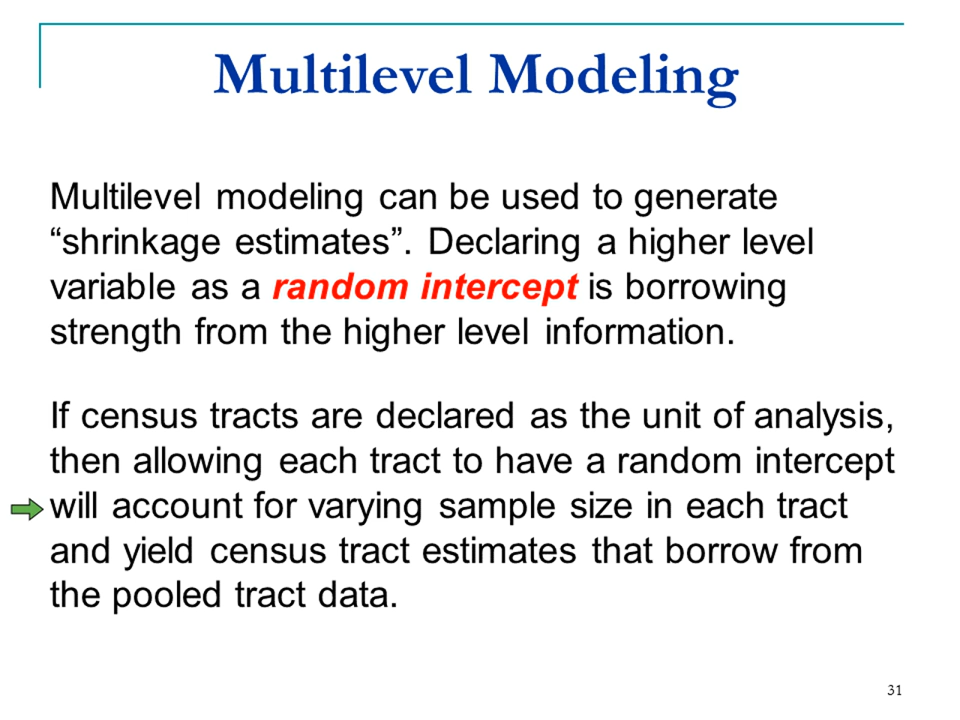 Multilevel Modeling
Multilevel modeling can be used to generate
“shrinkage estimates”. Declaring a higher level
variable as a random intercept is borrowing
strength from the higher level information.
If census tracts are declared as the unit of analysis,
then allowing each tract to have a random intercept
will account for varying sample size in each tract
and yield census tract estimates that borrow from
the pooled tract data.
31